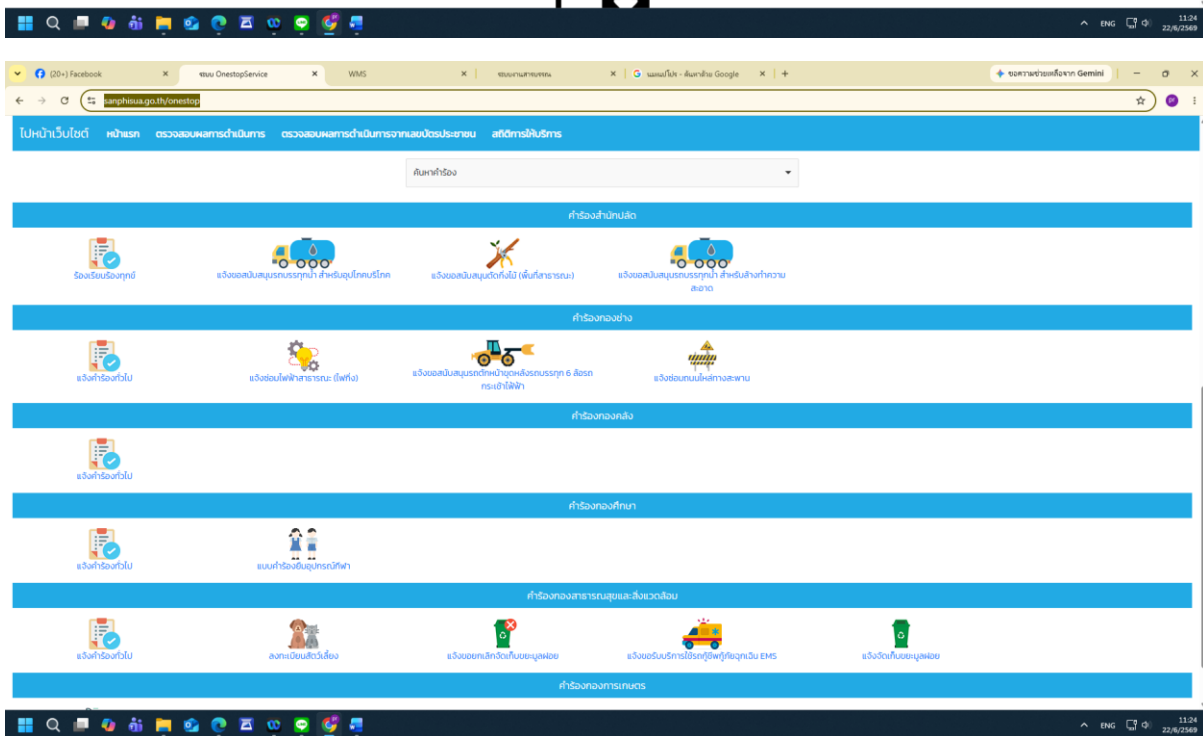 ENG
11:24
22/6/2569
(20+) Facebook
ระบบ OnestopService
WMS
ระบบงานสารบรรณ
แผนแม่โปร - ค้นหาด้วย Google
ขอความช่วยเหลือจาก Gemini
sanphisua.go.th/onestop
ไปหน้าเว็บไซต์ หน้าแรก ตรวจสอบผลการดำเนินการ ตรวจสอบผลการดำเนินการจากเลขบัตรประชาชน สถิติการให้บริการ
ค้นหาคำร้อง
คำร้องสำนักปลัด
ร้องเรียนร้องทุกข์
แจ้งขอสนับสนุนรถบรรทุกน้ำ สำหรับอุปโภคบริโภค
แจ้งขอสนับสนุนตัดกิ่งไม้ (พื้นที่สาธารณะ)
แจ้งขอสนับสนุนรถบรรทุกน้ำ สำหรับล้างทำความ
สะอาด
คำร้องกองช่าง
แจ้งคำร้องทั่วไป
แจ้งซ่อมไฟฟ้าสาธารณะ (ไฟกิ่ง)
แจ้งขอสนับสนุนรถตักหน้าขุดหลังรถบรรทุก 6 ล้อรถ
กระเช้าไฟฟ้า
แจ้งซ่อมถนนไหล่ทางสะพาน
คำร้องกองคลัง
แจ้งคำร้องทั่วไป
คำร้องกองศึกษา
แจ้งคำร้องทั่วไป
แบบคำร้องยืมอุปกรณ์กีฬา
คำร้องกองสาธารณสุขและสิ่งแวดล้อม
แจ้งคำร้องทั่วไป
ลงทะเบียนสัตว์เลี้ยง
แจ้งขอยกเลิกจัดเก็บขยะมูลฝอย
แจ้งขอรับบริการใช้รถกู้ชีพกู้ภัยฉุกเฉิน EMS
แจ้งจัดเก็บขยะมูลฝอย
คำร้องกองการเกษตร
ENG
11:24
22/6/2569